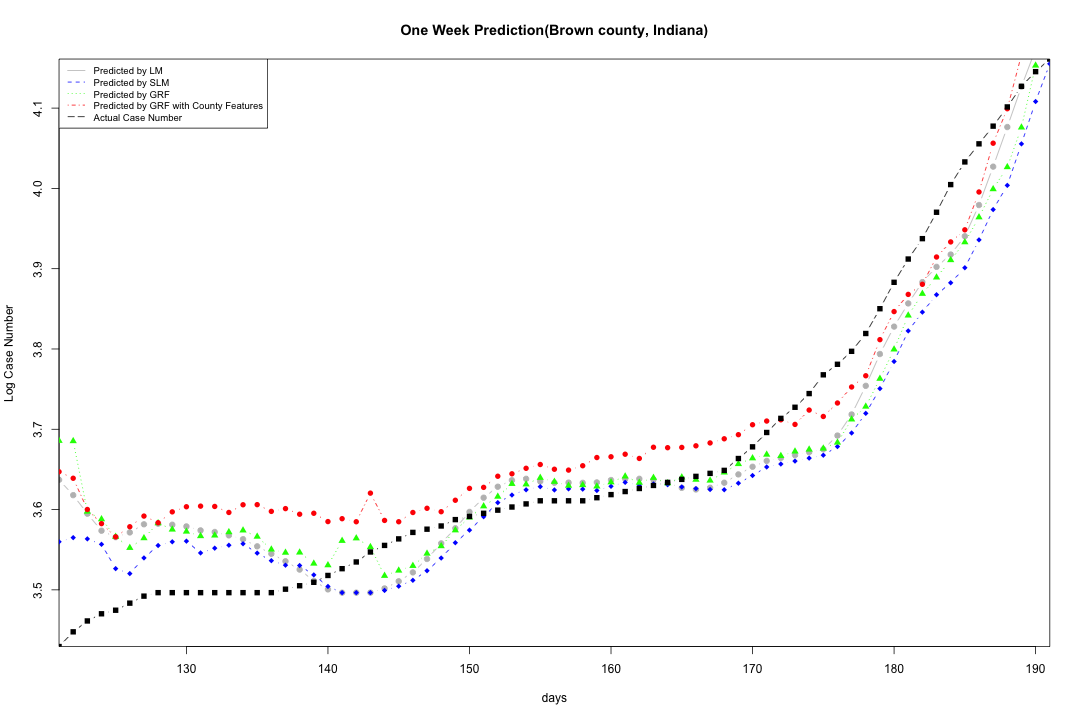 One Week Prediction(Brown county, Indiana)
Predicted by LM
Predicted by SLM
Predicted by GRF
Predicted by GRF with County Features
Actual Case Number
Log Case Number
4.1
4.0
3.9
3.8
3.7
3.6
3.5
130 140 150 160 170 180 190
days